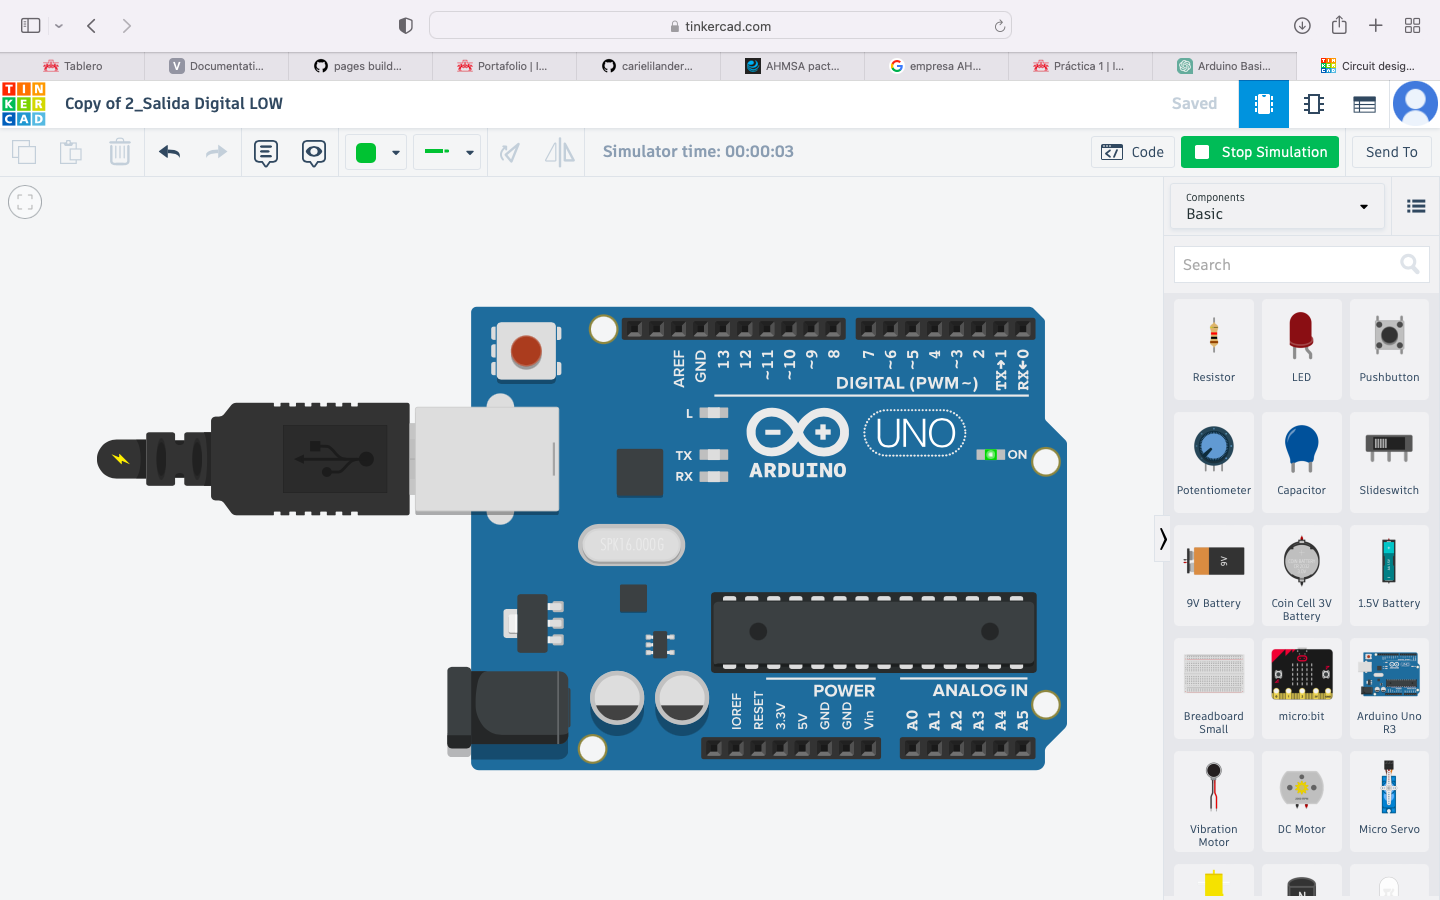 tinkercad.com
Tablero
Documentati...
pages build...
Portafolio | I...
carielilander...
AHMSA pact...
empresa AH...
Práctica 1 | I...
Arduino Basi...
Circuit desig...
TIN
KER
CAD
Copy of 2_Salida Digital LOW
Saved
Simulator time: 00:00:03
Code
Stop Simulation
Send To
Components
Basic
Search
Resistor
LED
Pushbutton
Potentiometer
Capacitor
Slideswitch
9V
9V Battery
Coin Cell 3V Battery
1.5V Battery
Breadboard Small
micro:bit
Arduino Uno R3
Vibration Motor
DC Motor
Micro Servo
N
AREF
GND
13
12
~11
~10
~9
8
7
~6
~5
4
~3
2
TX→1
RX←0
DIGITAL (PWM~)
L
TX
RX
ARDUINO
UNO
ON
SPK16.000G
POWER
ANALOG IN
IOREF
RESET
3.3V
5V
GND
GND
Vin
A0
A1
A2
A3
A4
A5